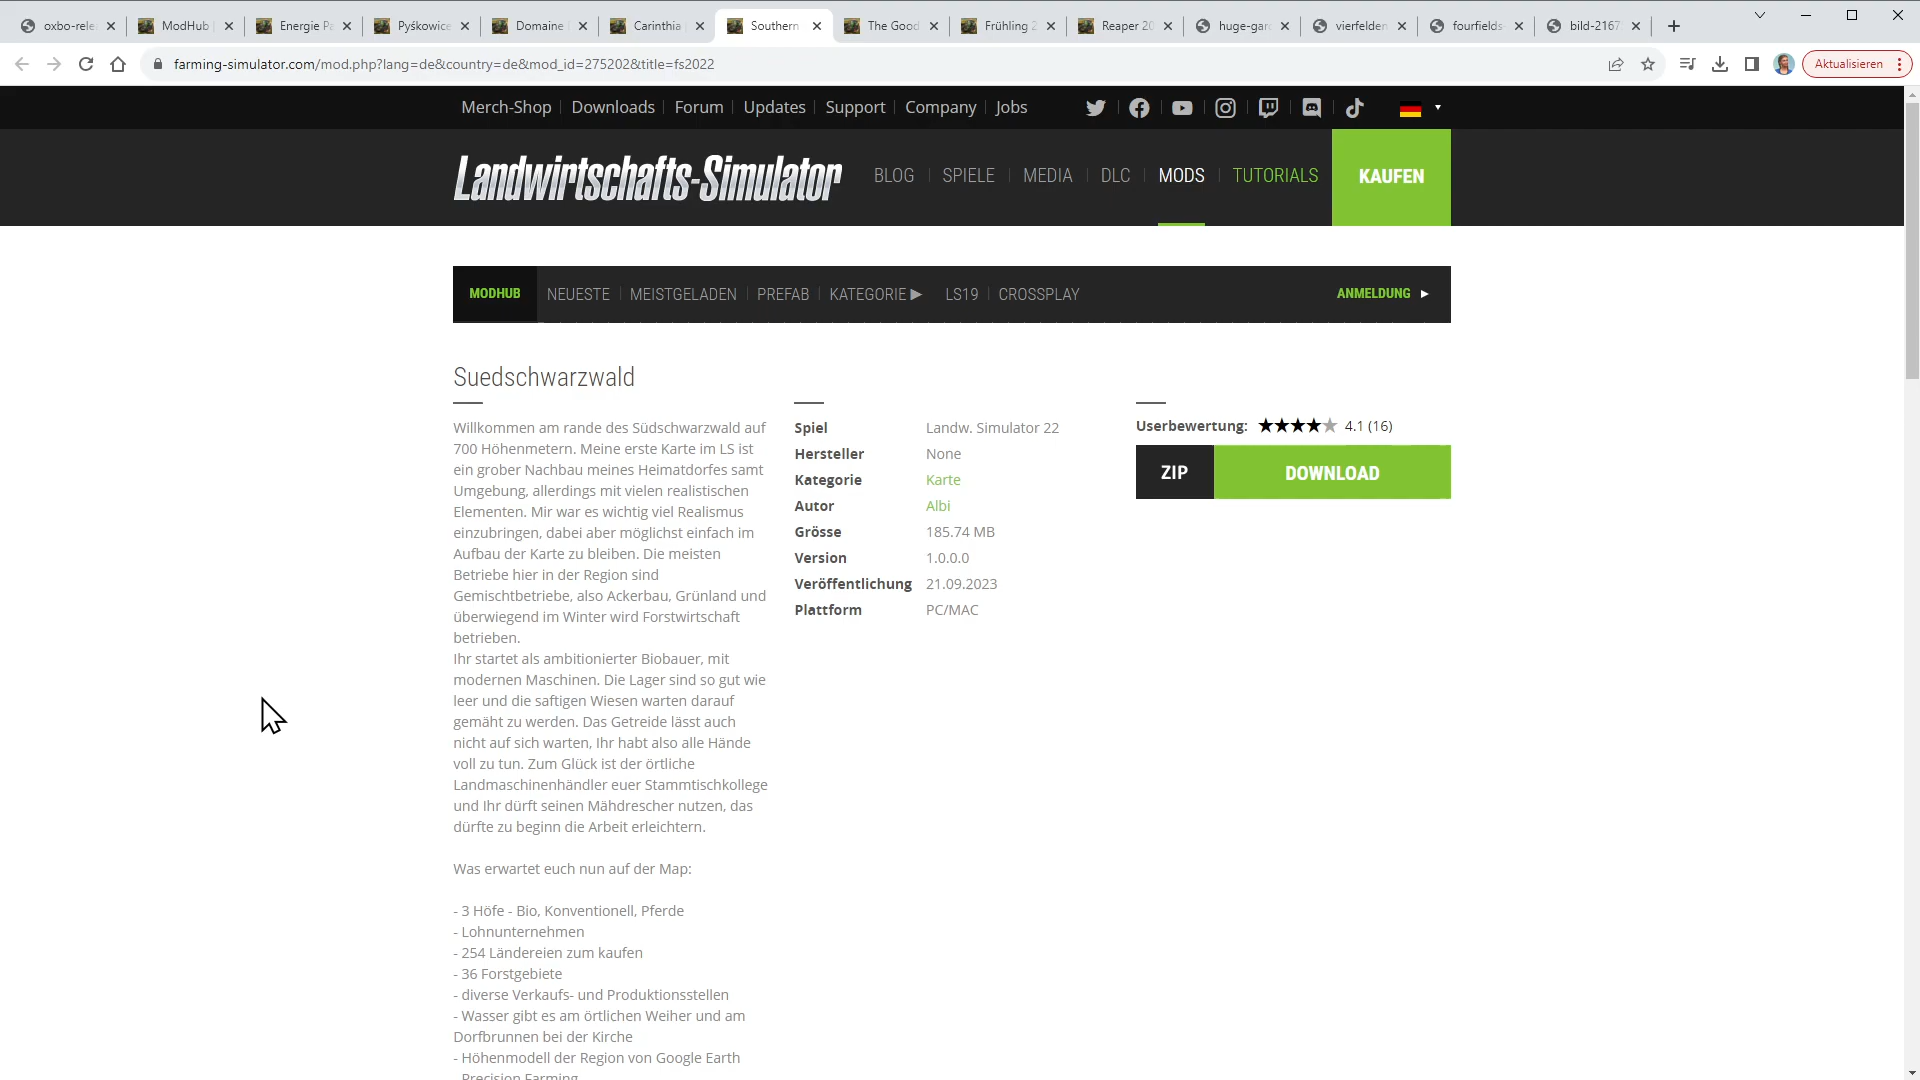 oxbo-rele
ModHub
Energie Pa
Pyśkowice
Domaine
Carinthia
Southern
The Good
Frühling 2
Reaper 20
huge-gard
vierfelden
fourfields-
bild-2167
farming-simulator.com/mod.php?lang=de&country=de&mod_id=275202&title=fs2022
Aktualisieren
Merch-Shop Downloads Forum Updates Support Company Jobs
Landwirtschafts-Simulator
BLOG SPIELE MEDIA DLC MODS TUTORIALS KAUFEN
MODHUB NEUESTE MEISTGELADEN PREFAB KATEGORIE LS19 CROSSPLAY ANMELDUNG
Suedschwarzwald
Willkommen am rande des Südschwarzwald auf
700 Höhenmetern. Meine erste Karte im LS ist
ein grober Nachbau meines Heimatdorfes samt
Umgebung, allerdings mit vielen realistischen
Elementen. Mir war es wichtig viel Realismus
einzubringen, dabei aber möglichst einfach im
Aufbau der Karte zu bleiben. Die meisten
Betriebe hier in der Region sind
Gemischtbetriebe, also Ackerbau, Grünland und
überwiegend im Winter wird Forstwirtschaft
betrieben.
Ihr startet als ambitionierter Biobauer, mit
modernen Maschinen. Die Lager sind so gut wie
leer und die saftigen Wiesen warten darauf
gemäht zu werden. Das Getreide lässt auch
nicht auf sich warten, Ihr habt also alle Hände
voll zu tun. Zum Glück ist der örtliche
Landmaschinenhändler euer Stammtischkollege
und Ihr dürft seinen Mähdrescher nutzen, das
dürfte zu beginn die Arbeit erleichtern.
Was erwartet euch nun auf der Map:
- 3 Höfe - Bio, Konventionell, Pferde
- Lohnunternehmen
- 254 Ländereien zum kaufen
- 36 Forstgebiete
- diverse Verkaufs- und Produktionsstellen
- Wasser gibt es am örtlichen Weiher und am
Dorfbrunnen bei der Kirche
- Höhenmodell der Region von Google Earth
- Precision Farming
Spiel Landw. Simulator 22
Hersteller None
Kategorie Karte
Autor Albi
Grösse 185.74 MB
Version 1.0.0.0
Veröffentlichung 21.09.2023
Plattform PC/MAC
Userbewertung: 4.1 (16)
ZIP DOWNLOAD